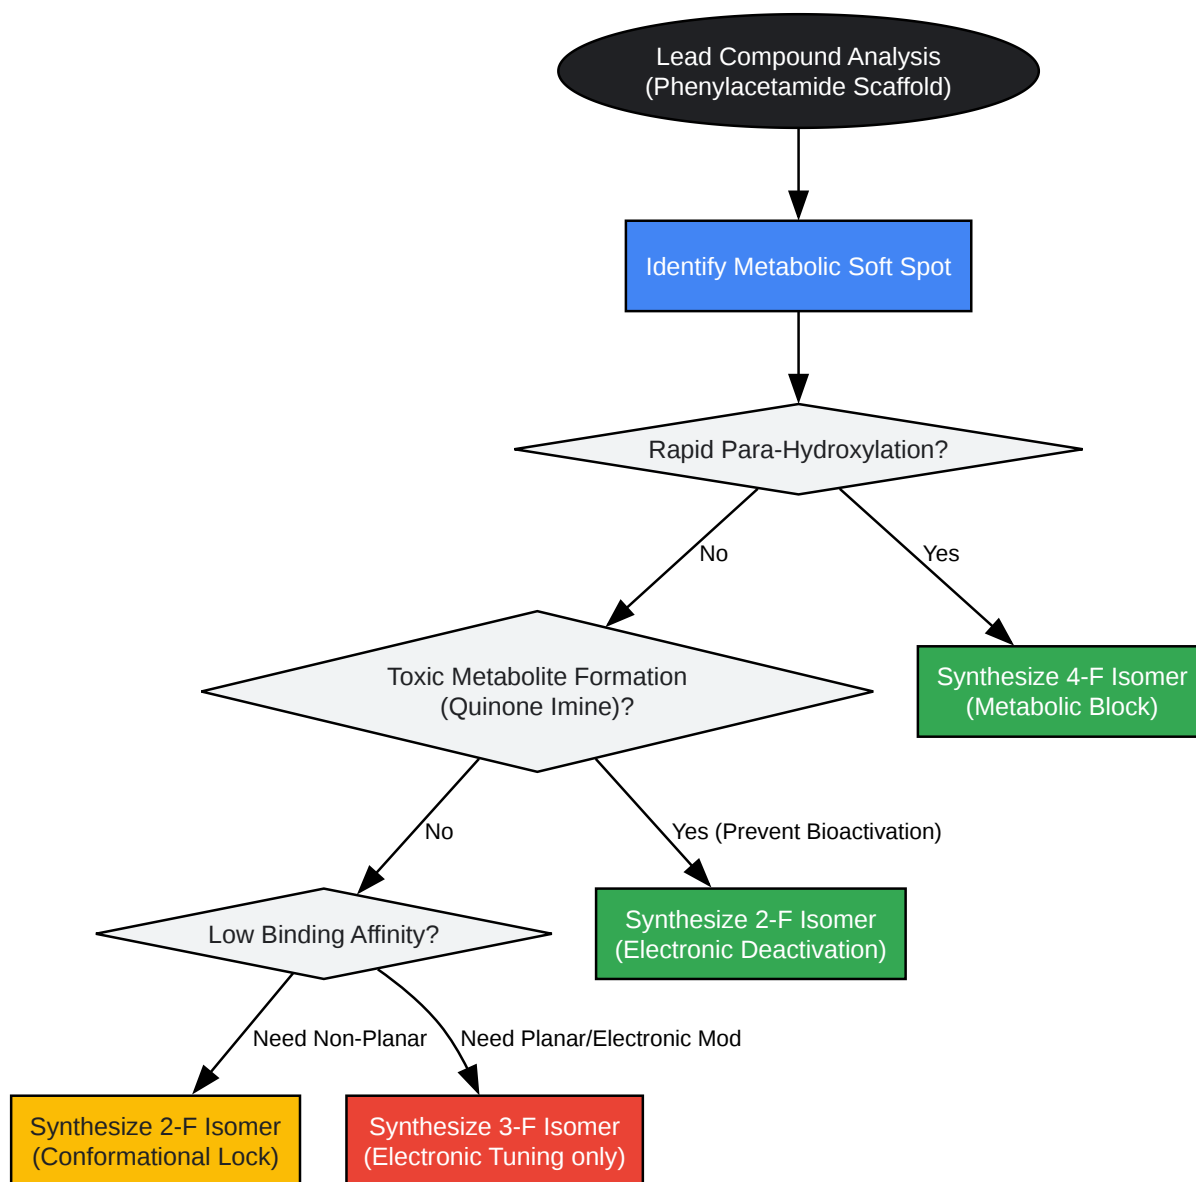 Lead Compound Analysis
(Phenylacetamide Scaffold)
Identify Metabolic Soft Spot
Rapid Para-Hydroxylation?
No
Yes
Toxic Metabolite Formation
(Quinone Imine)?
Synthesize 4-F Isomer
(Metabolic Block)
No
Yes (Prevent Bioactivation)
Low Binding Affinity?
Synthesize 2-F Isomer
(Electronic Deactivation)
Need Non-Planar
Need Planar/Electronic Mod
Synthesize 2-F Isomer
(Conformational Lock)
Synthesize 3-F Isomer
(Electronic Tuning only)